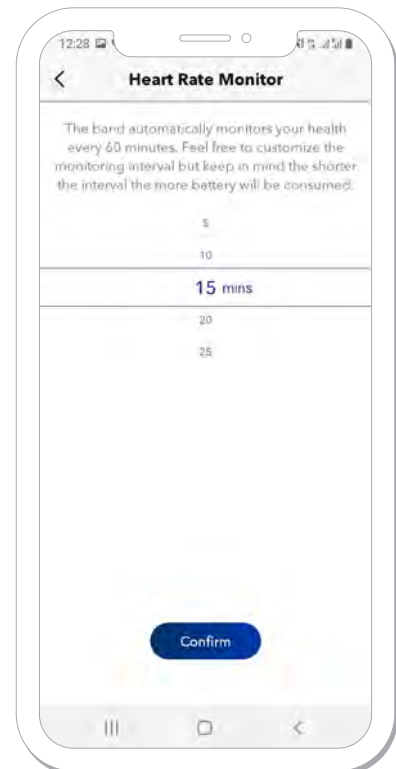 12:28
Heart Rate Monitor
The band automatically monitors your health
every 60 minutes. Feel free to customize the
monitoring interval but keep in mind the shorter
the interval the more battery will be consumed.
5
10
15 mins
20
25
Confirm